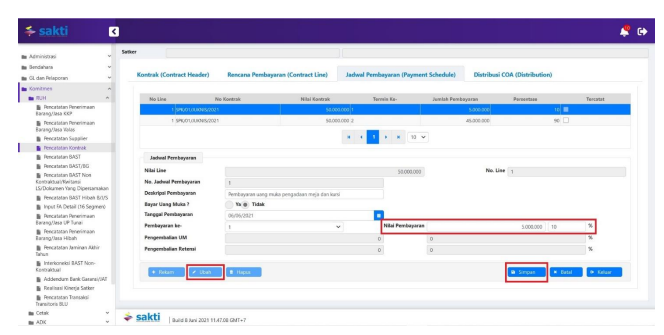 sakti
Satker
Administrasi
Bendahara
GL dan Pelaporan
Komitmen
RUH
Pencatatan Penerimaan
Barang/Jasa KKP
Pencatatan Penerimaan
Barang/Jasa Valas
Pencatatan Supplier
Pencatatan Kontrak
Pencatatan BAST
Pencatatan BAST/BG
Pencatatan BAST Non
Kontraktual/Kwitansi
LS/Dokumen Yang Dipersamakan
Pencatatan BAST Hibah B/J/S
Input FA Detail (16 Segmen)
Pencatatan Penerimaan
Barang/Jasa UP Tunai
Pencatatan Penerimaan
Barang/Jasa Hibah
Pencatatan Jaminan Akhir
Tahun
Interkoneksi BAST Non-
Kontraktual
Addendum Bank Garansi/JAT
Realisasi Kinerja Satker
Pencatatan Transaksi
Transitoris BLU
Cetak
ADK
Kontrak (Contract Header) Rencana Pembayaran (Contract Line) Jadwal Pembayaran (Payment Schedule) Distribusi COA (Distribution)
No Line No Kontrak Nilai Kontrak Termin Ke- Jumlah Pembayaran Persentase Tercatat
1 SPK/01/JUKNIS/2021 50.000.000 1 5.000.000 10
1 SPK/01/JUKNIS/2021 50.000.000 2 45.000.000 90
1 10
Jadwal Pembayaran
Nilai Line 50.000.000 No. Line 1
No. Jadwal Pembayaran 1
Deskripsi Pembayaran Pembayaran uang muka pengadaan meja dan kursi
Bayar Uang Muka ? Ya Tidak
Tanggal Pembayaran 06/06/2021
Pembayaran ke- 1 Nilai Pembayaran 5.000.000 10 %
Pengembalian UM 0 0 %
Pengembalian Retensi 0 0 %
Rekam Ubah Hapus Simpan Batal Keluar
sakti Build 8 Juni 2021 11.47.06 GMT+7